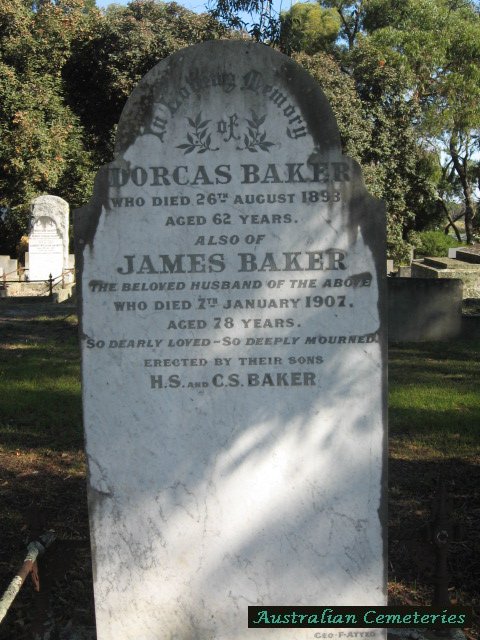 In Loving Memory
of
DORCAS BAKER
WHO DIED 26TH AUGUST 1893
AGED 62 YEARS.
ALSO OF
JAMES BAKER
THE BELOVED HUSBAND OF THE ABOVE
WHO DIED 7TH JANUARY 1907.
AGED 78 YEARS.
SO DEARLY LOVED - SO DEEPLY MOURNED.
ERECTED BY THEIR SONS
H.S. AND C.S. BAKER
Australian Cemeteries